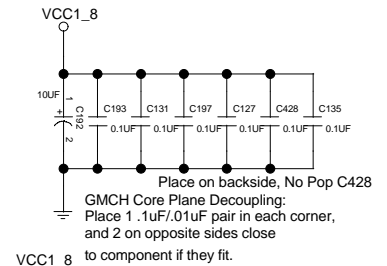 VCC1_8
10UF
1
+
C192
2
C193
0.1UF
C131
0.1UF
C197
0.1UF
C127
0.1UF
C428
0.1UF
C135
0.1UF
Place on backside, No Pop C428
GMCH Core Plane Decoupling:
Place 1 .1uF/.01uF pair in each corner,
and 2 on opposite sides close
to component if they fit.
VCC1_8